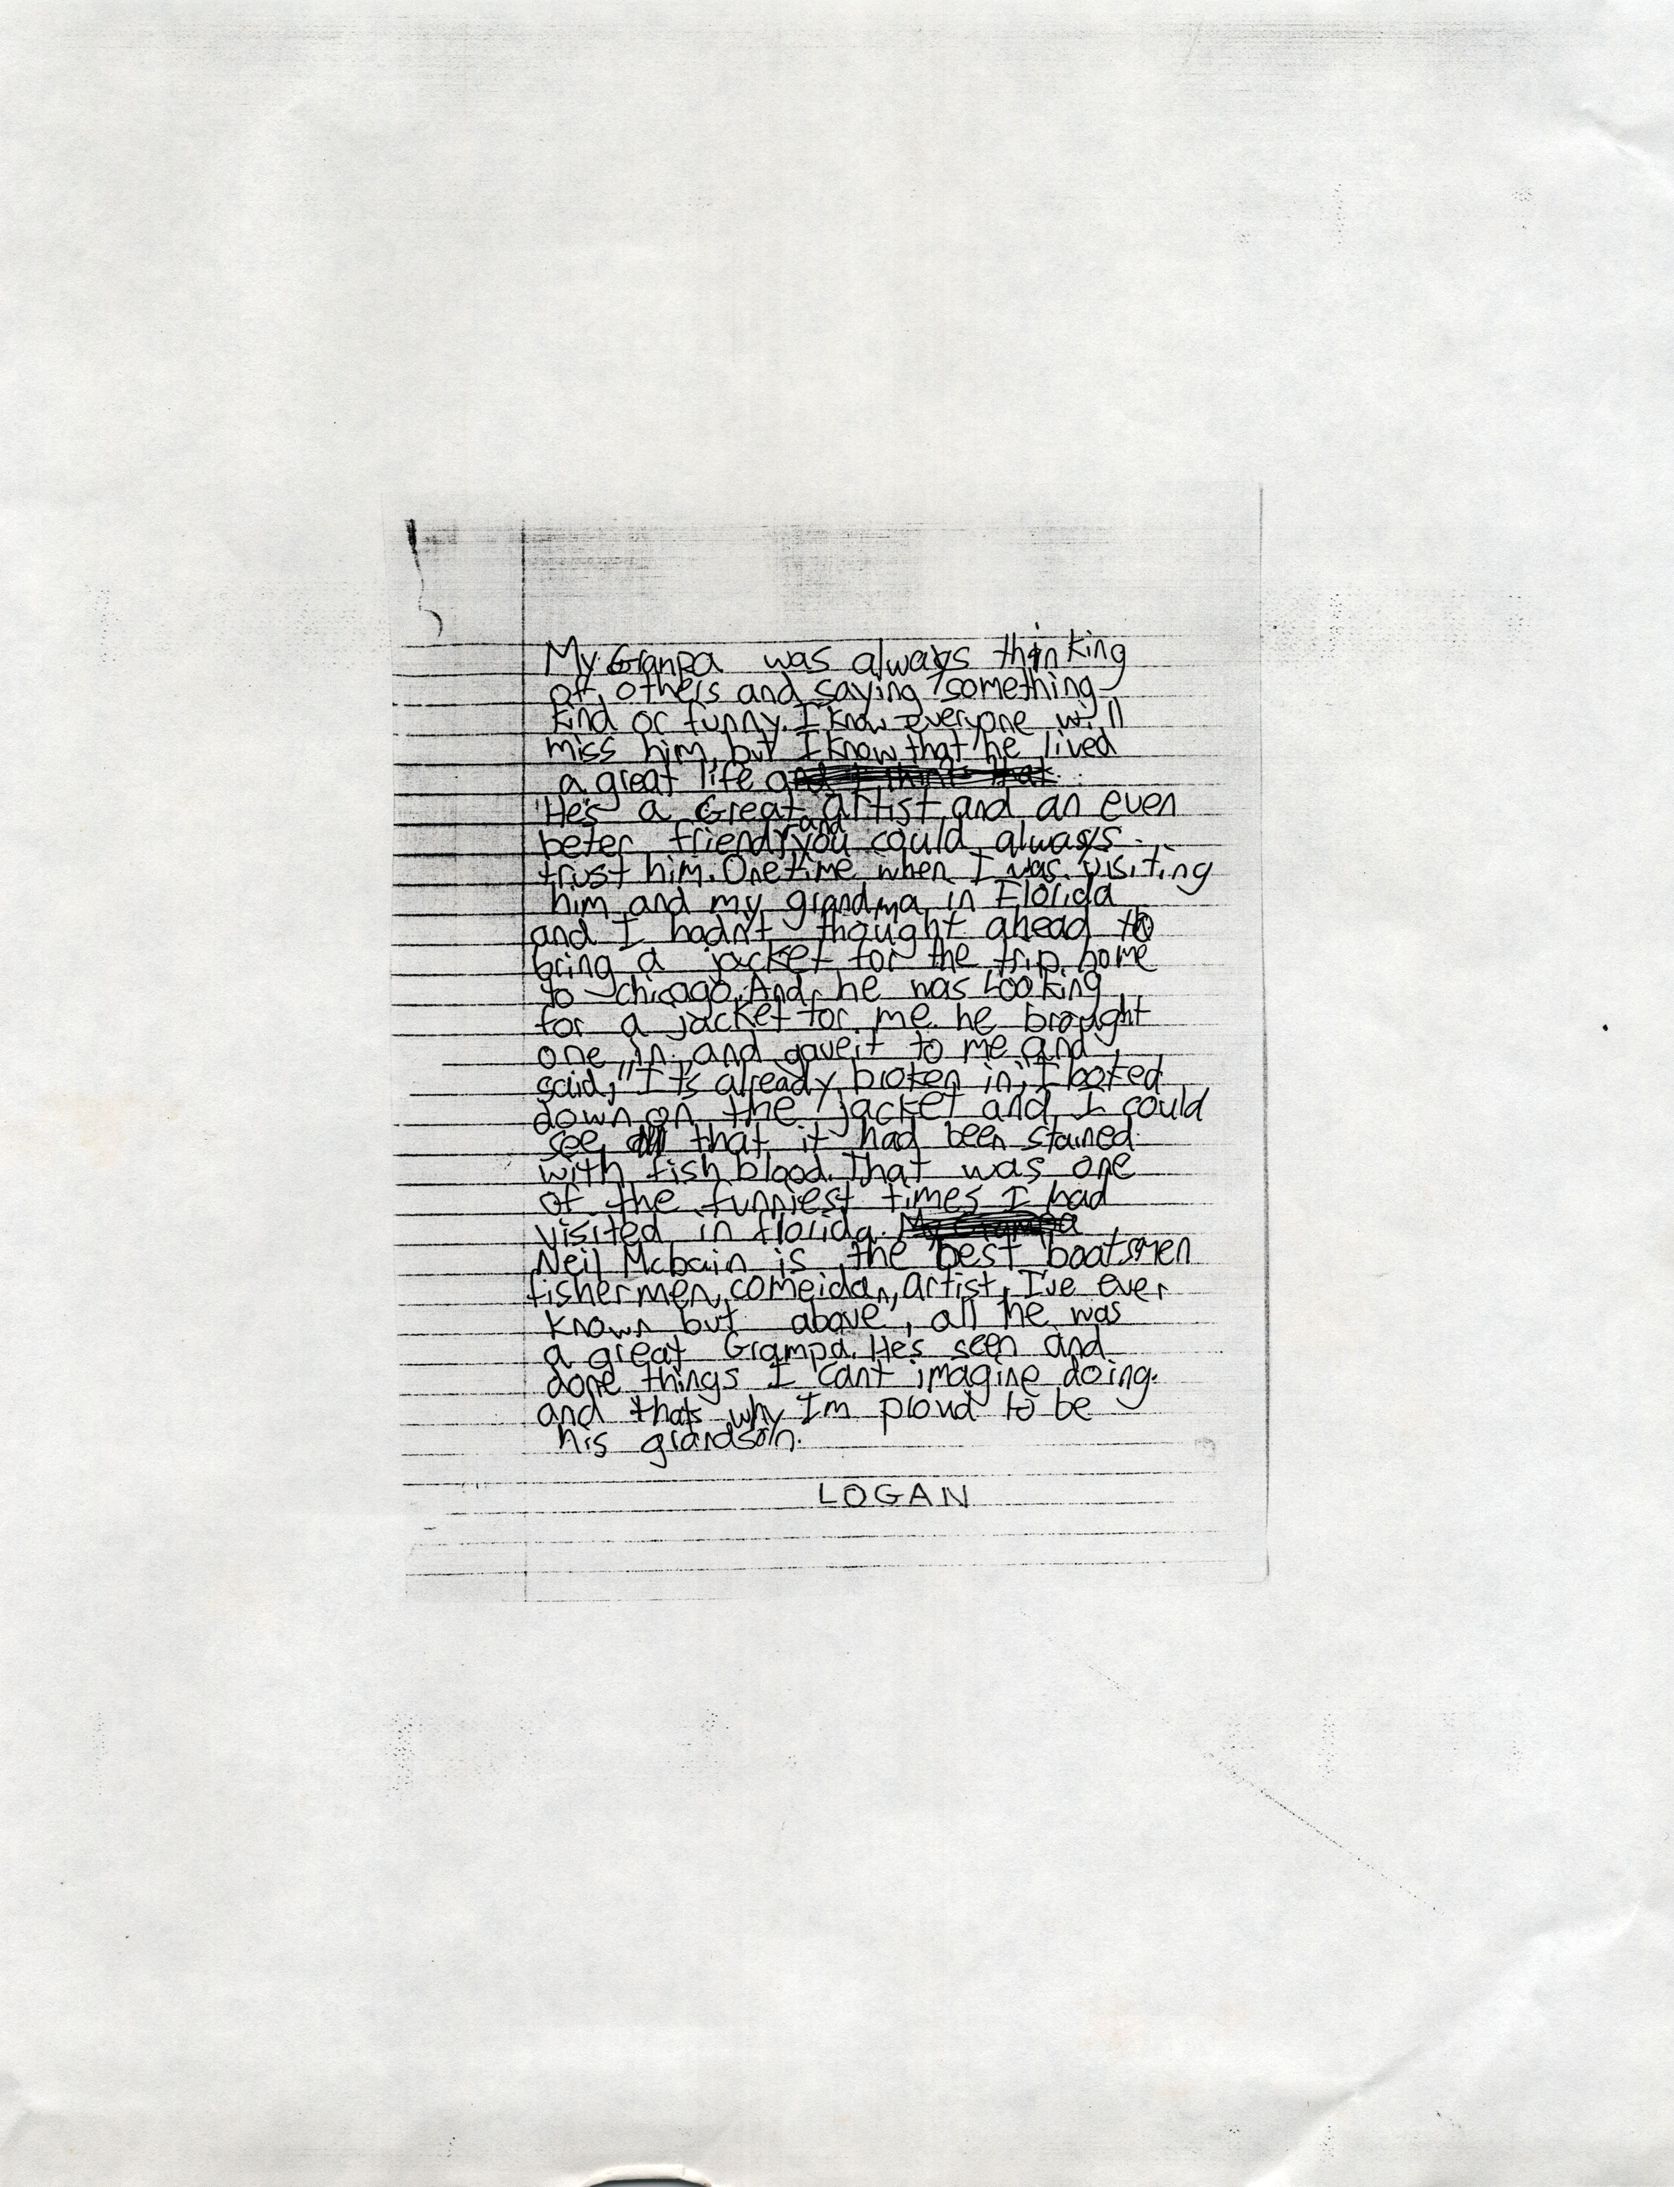 My Granpa was always thinking
of others and saying something
kind or funny. I know everyone will
miss him, but I know that he lived
a great life and I think that
He's a Great artist and an even
beter friend, and you could always
trust him. One time when I was visiting
him and my grandma in Florida
and I hadn't thought ahead to
bring a jacket for the trip home
to chicago. And he was Looking
for a jacket for me. he brought
one in and gave it to me and
said, "It's already broken in", I looked
down on the jacket and I could
see that it had been stained
with fish blood. That was one
of the funniest times I had
visited in florida. My Grampa
Neil Mcbain is the best boatsmen
fishermen, comeidan, artist, I've ever
known but above, all he was
a great Grampa. He's seen and
done things I can't imagine doing.
and thats why I'm proud to be
his grandson.
LOGAN